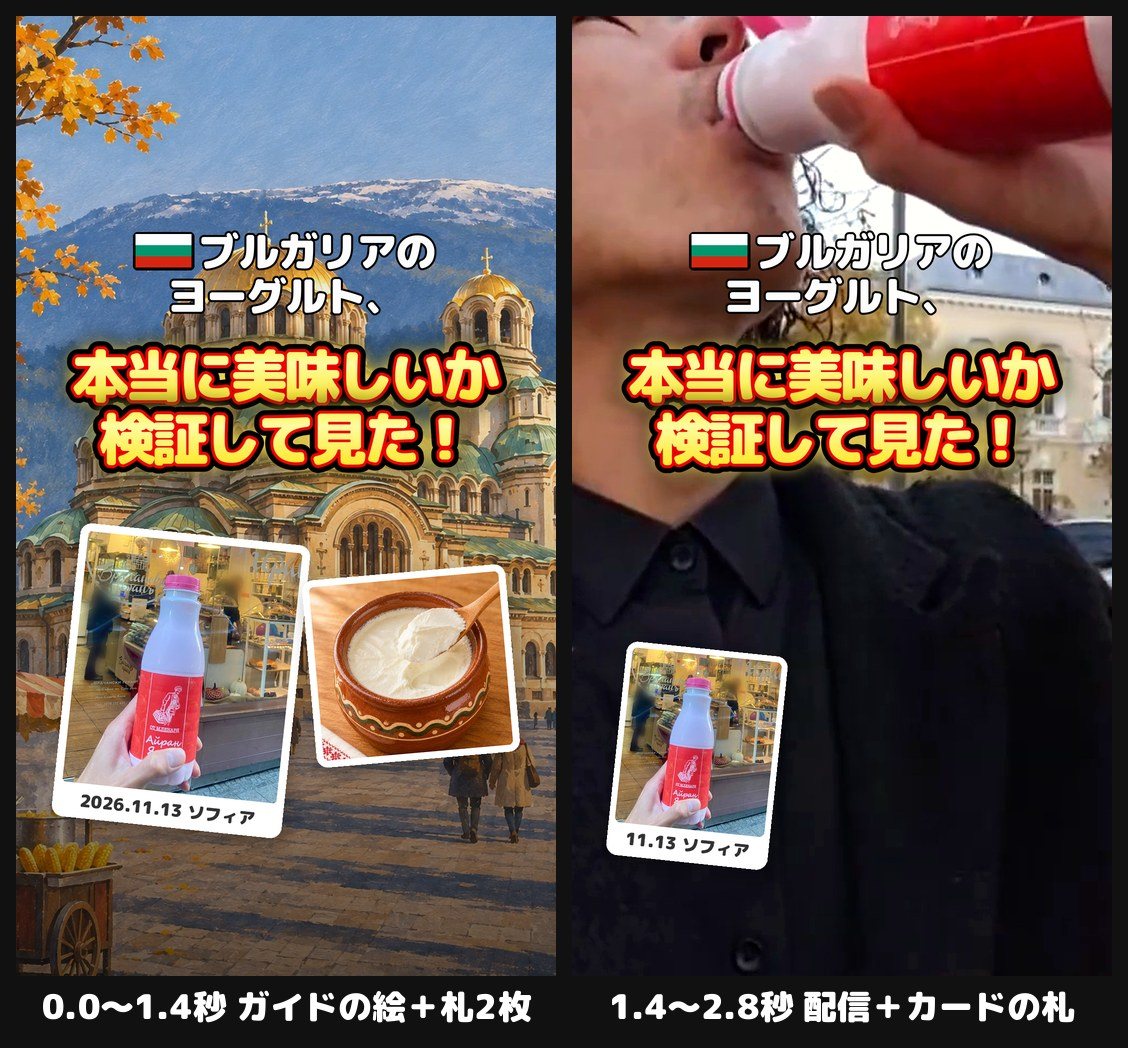 ブルガリアの
ヨーグルト、
本当に美味しいか
検証して見た！
Айран
2026.11.13 ソフィア
0.0〜1.4秒 ガイドの絵＋札2枚
ブルガリアの
ヨーグルト、
本当に美味しいか
検証して見た！
Айран
11.13 ソフィア
1.4〜2.8秒 配信＋カードの札